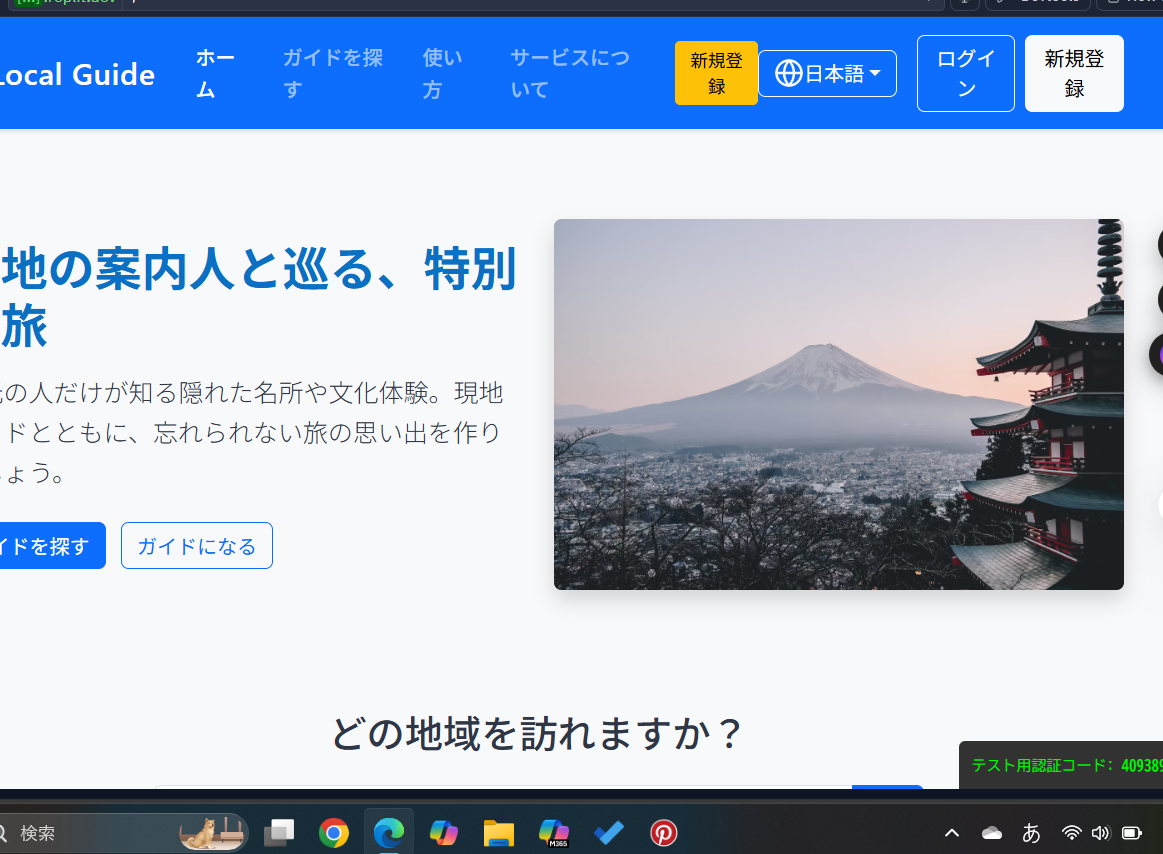 Local Guide
ホー
ム
ガイドを探
す
使い
方
サービスにつ
いて
新規登
録
日本語
ログイ
ン
新規登
録
地の案内人と巡る、特別
旅
の人だけが知る隠れた名所や文化体験。現地
ドとともに、忘れられない旅の思い出を作り
ょう。
イドを探す
ガイドになる
どの地域を訪れますか？
テスト用認証コード: 409389
検索
あ
M365